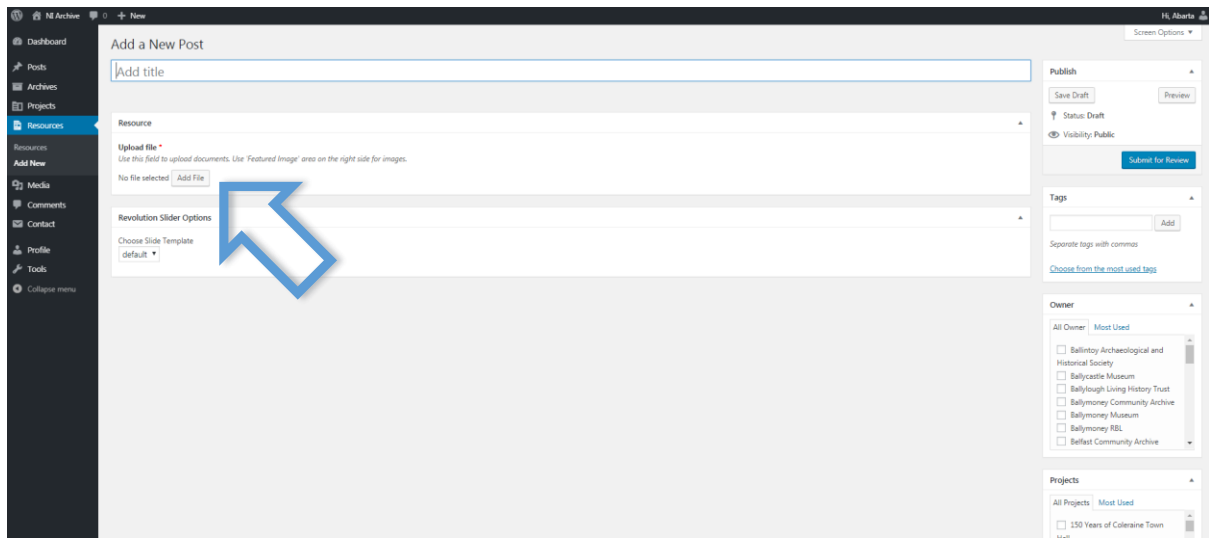 NI Archive 0 + New Hi, Abarta
Screen Options ▼
Dashboard
Posts
Archives
Projects
Resources
Resources
Add New
Media
Comments
Contact
Profile
Tools
Collapse menu
Add a New Post
Add title
Resource
Upload file *
Use this field to upload documents. Use 'Featured Image' area on the right side for images.
No file selected Add File
Revolution Slider Options
Choose Slide Template
default ▼
Publish
Save Draft Preview
Status: Draft
Visibility: Public
Submit for Review
Tags
Add
Separate tags with commas
Choose from the most used tags
Owner
All Owner Most Used
Ballintoy Archaeological and
Historical Society
Ballycastle Museum
Ballylough Living History Trust
Ballymoney Community Archive
Ballymoney Museum
Ballymoney RBL
Belfast Community Archive
Projects
All Projects Most Used
150 Years of Coleraine Town